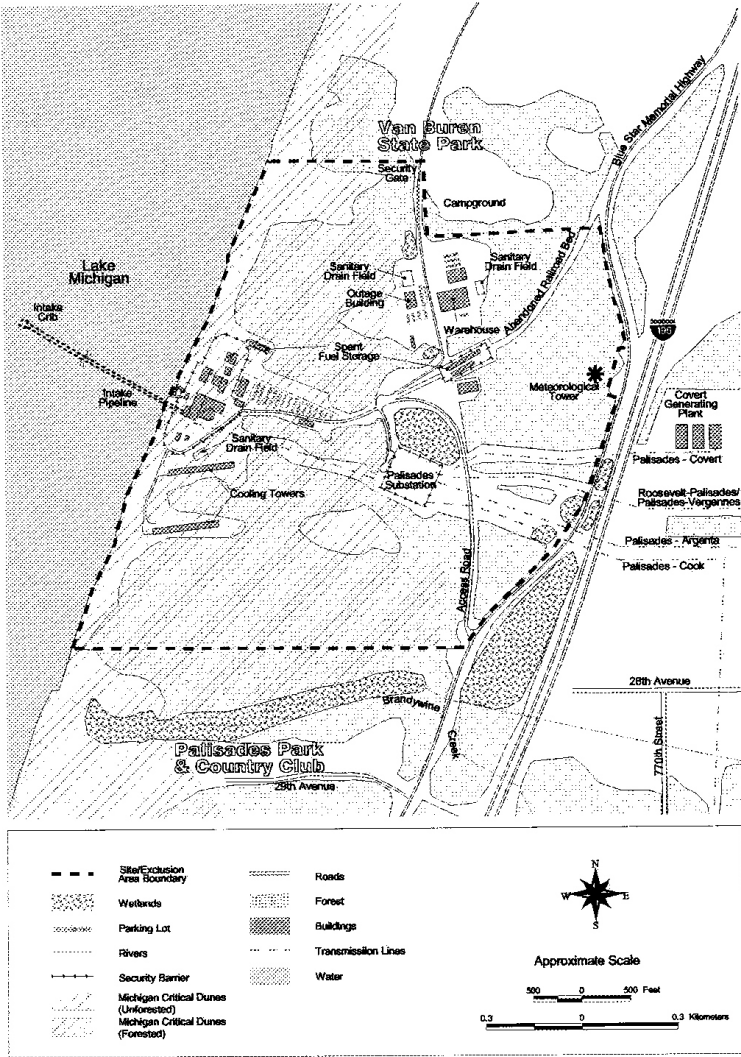 Van Buren
State Park
Security
Gate
Campground
Blue Star Memorial Highway
Lake
Michigan
Sanitary
Drain Field
Sanitary
Drain Field
Outage
Building
Abandoned Railroad Bed
Intake
Crib
Warehouse
Spent
Fuel Storage
Intake
Pipeline
Meteorological
Tower
Covert
Generating
Plant
Sanitary
Drain Field
Palisades - Covert
Palisades
Substation
Cooling Towers
Roosevelt-Palisades/
Palisades-Vergennes
Palisades - Argenta
Palisades - Cook
Access Road
28th Avenue
Brandywine
Creek
770th Street
Palisades Park
& Country Club
29th Avenue
Site/Exclusion
Area Boundary
Wetlands
Parking Lot
Rivers
Security Barrier
Michigan Critical Dunes
(Unforested)
Michigan Critical Dunes
(Forested)
Roads
Forest
Buildings
Transmission Lines
Water
N
W E
S
Approximate Scale
500 0 500 Feet
0.3 0 0.3 Kilometers